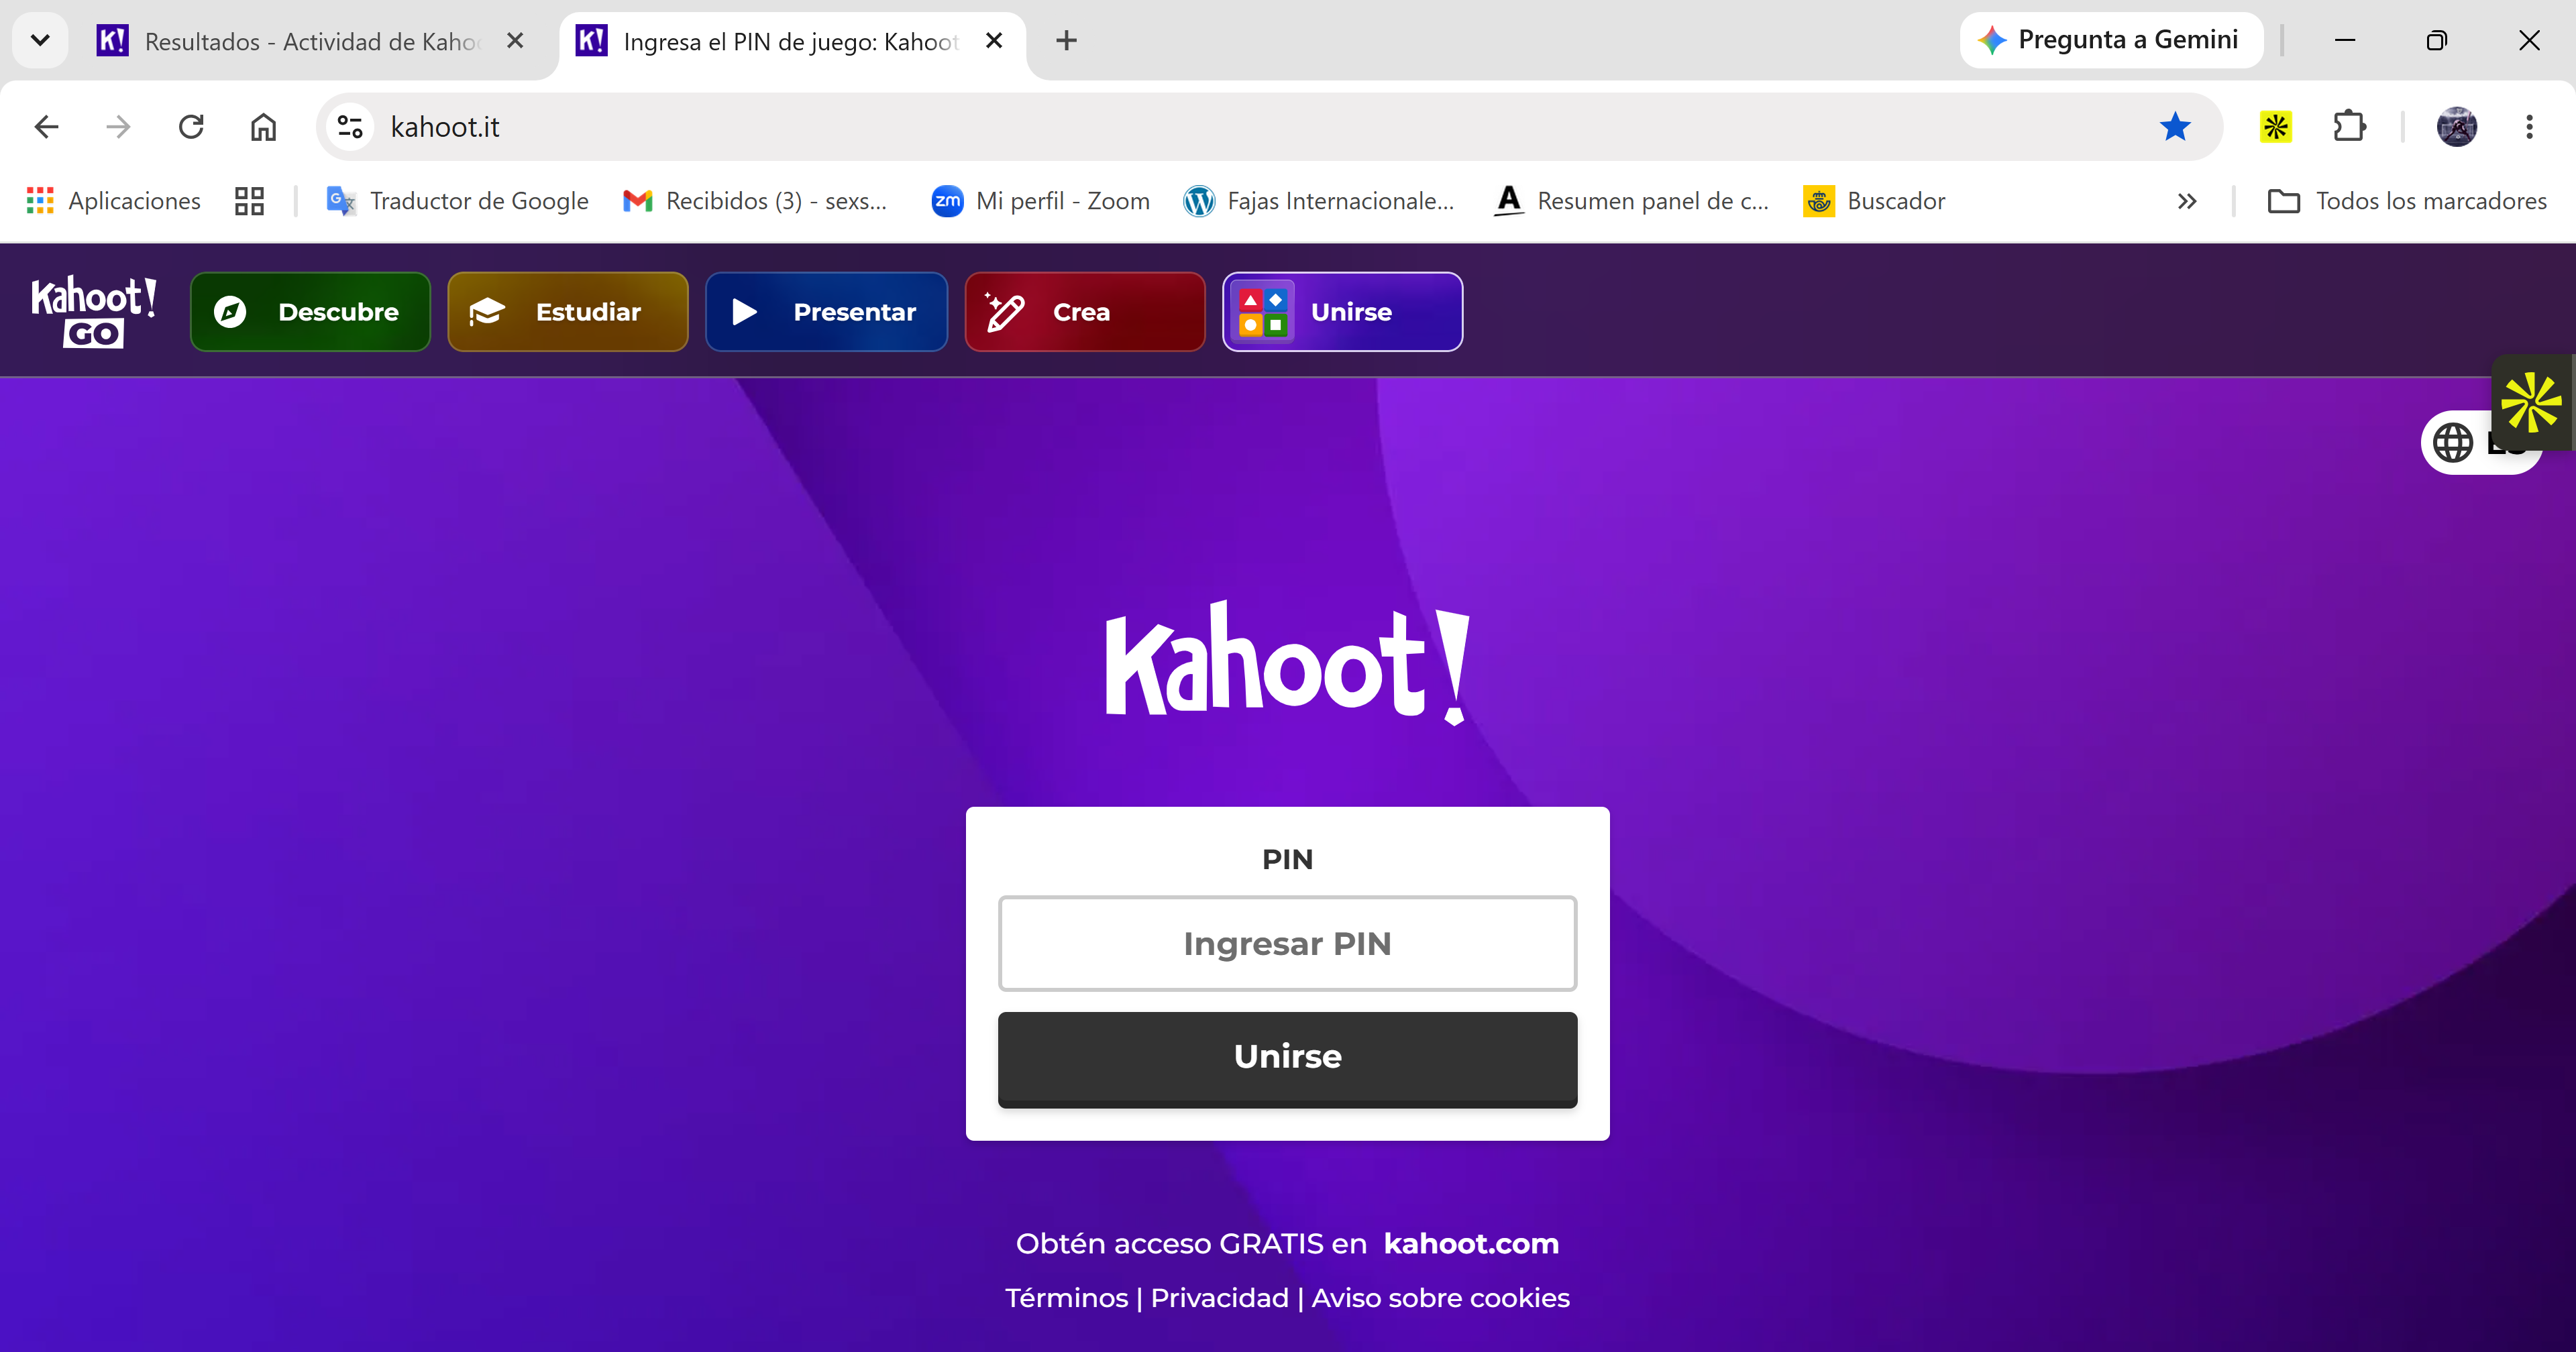 Resultados - Actividad de Kahoo
Ingresa el PIN de juego: Kahoot
Pregunta a Gemini
kahoot.it
Aplicaciones
Traductor de Google
Recibidos (3) - sexs...
zm
Mi perfil - Zoom
Fajas Internacionale...
Resumen panel de c...
Buscador
Todos los marcadores
Kahoot!
GO
Descubre
Estudiar
Presentar
Crea
Unirse
Kahoot!
PIN
Ingresar PIN
Unirse
Obtén acceso GRATIS en kahoot.com
Términos | Privacidad | Aviso sobre cookies